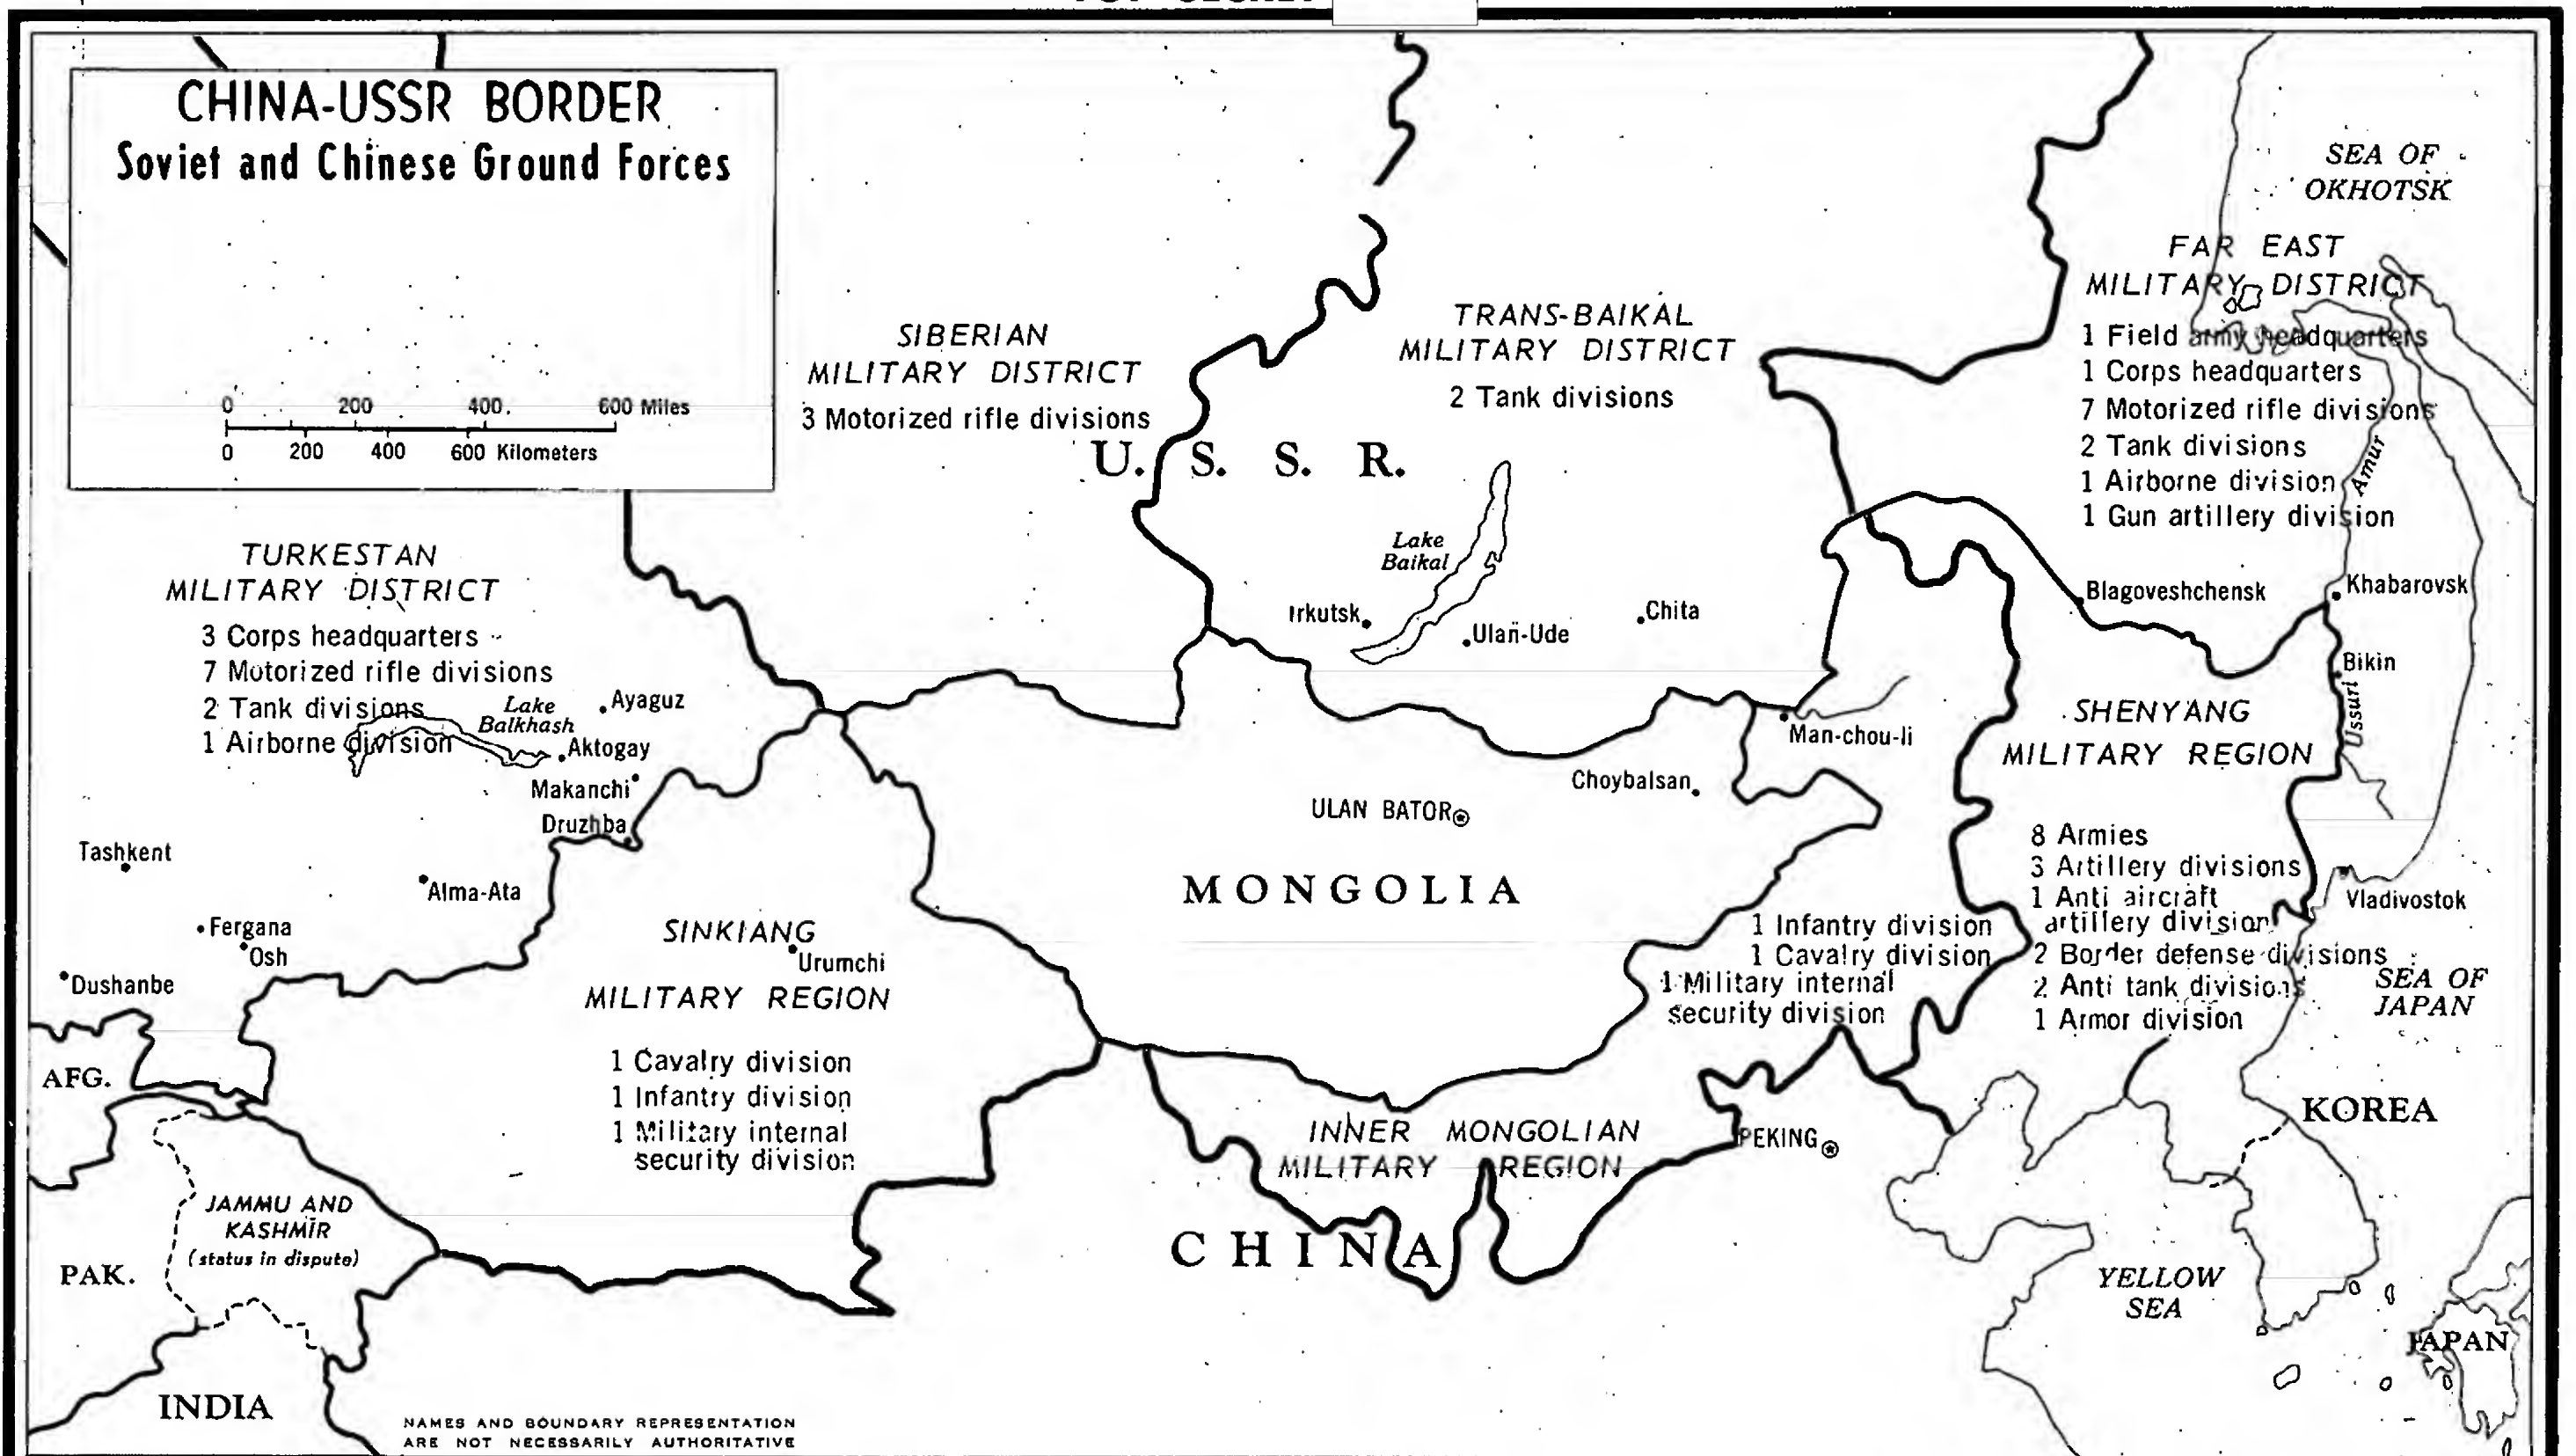 TOP SECRET
CHINA-USSR BORDER
Soviet and Chinese Ground Forces
0 200 400 600 Miles
0 200 400 600 Kilometers
SEA OF
OKHOTSK
FAR EAST
MILITARY DISTRICT
1 Field army headquarters
1 Corps headquarters
7 Motorized rifle divisions
2 Tank divisions
1 Airborne division
1 Gun artillery division
Amur
SIBERIAN
MILITARY DISTRICT
3 Motorized rifle divisions
TRANS-BAIKAL
MILITARY DISTRICT
2 Tank divisions
U. S. S. R.
Lake
Baikal
Irkutsk
Ulan-Ude
Chita
Blagoveshchensk
Khabarovsk
Bikin
Ussuri
TURKESTAN
MILITARY DISTRICT
3 Corps headquarters
7 Motorized rifle divisions
2 Tank divisions
1 Airborne division
Lake
Balkhash
Ayaguz
Aktogay
Makanchi
Druzhba
Tashkent
Alma-Ata
Fergana
Osh
Dushanbe
Man-chou-li
Choybalsan
ULAN BATOR
MONGOLIA
SHENYANG
MILITARY REGION
8 Armies
3 Artillery divisions
1 Anti aircraft
artillery division
2 Border defense divisions
2 Anti tank divisions
1 Armor division
Vladivostok
SEA OF
JAPAN
SINKIANG
Urumchi
MILITARY REGION
1 Cavalry division
1 Infantry division
1 Military internal
security division
1 Infantry division
1 Cavalry division
1 Military internal
security division
INNER MONGOLIAN
MILITARY REGION
PEKING
CHINA
KOREA
YELLOW
SEA
JAPAN
AFG.
JAMMU AND
KASHMIR
(status in dispute)
PAK.
INDIA
NAMES AND BOUNDARY REPRESENTATION
ARE NOT NECESSARILY AUTHORITATIVE